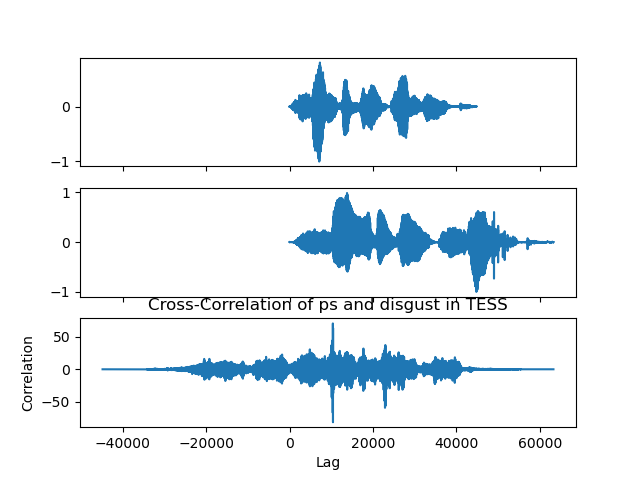 0
−1
1
0
−1
Cross-Correlation of ps and disgust in TESS
50
0
−50
Correlation
−40000 −20000 0 20000 40000 60000
Lag